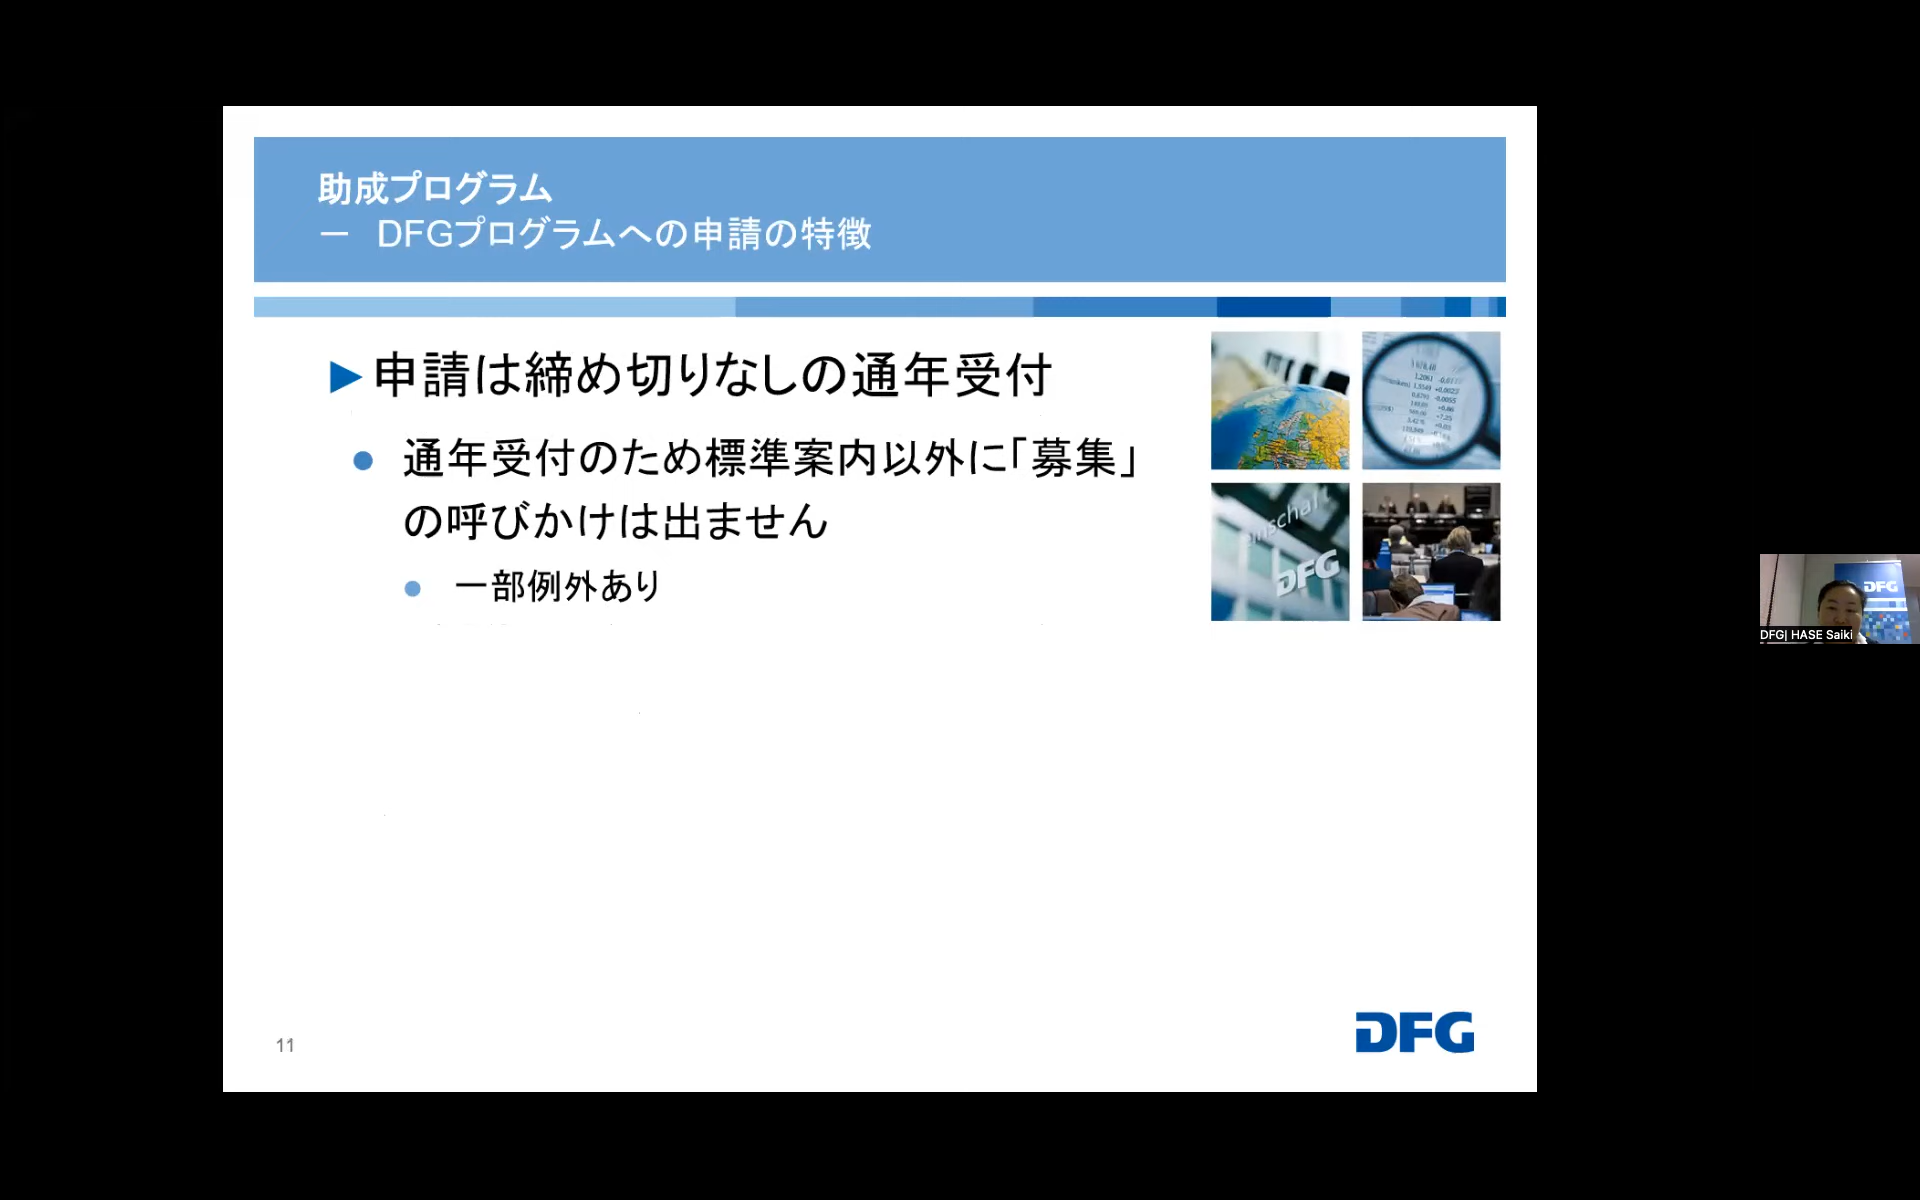 助成プログラム
ー DFGプログラムへの申請の特徴
▶申請は締め切りなしの通年受付
● 通年受付のため標準案内以外に「募集」
の呼びかけは出ません
● 一部例外あり
DFG
DFG
DFG| HASE Saiki
11
DFG